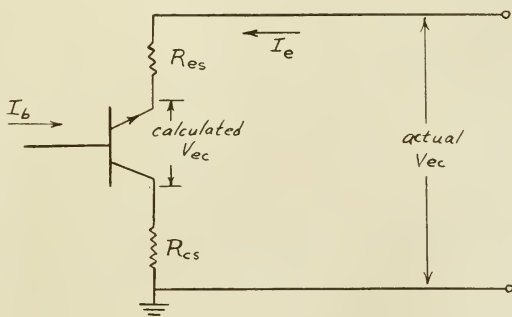 Res
Ie
Ib
calculated
Vec
actual
Vec
Rcs